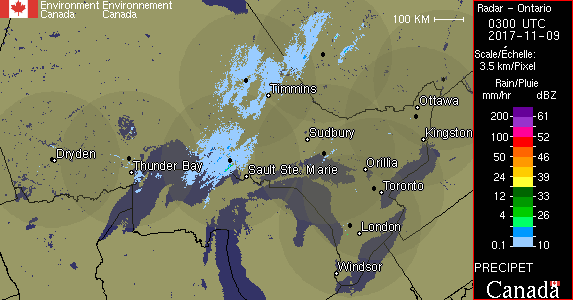 Environment Environnement
Canada Canada
100 KM
Timmins
Ottawa
Sudbury
Kingston
Dryden
Thunder Bay
Sault Ste. Marie
Orillia
Toronto
London
Windsor
Radar - Ontario
0300 UTC
2017-11-09
Scale/Échelle:
3.5 km/Pixel
Rain/Pluie
mm/hr dBZ
200 61
100 56
50 52
50 46
24 39
12 33
4 26
0.1 10
PRECIPET
Canada